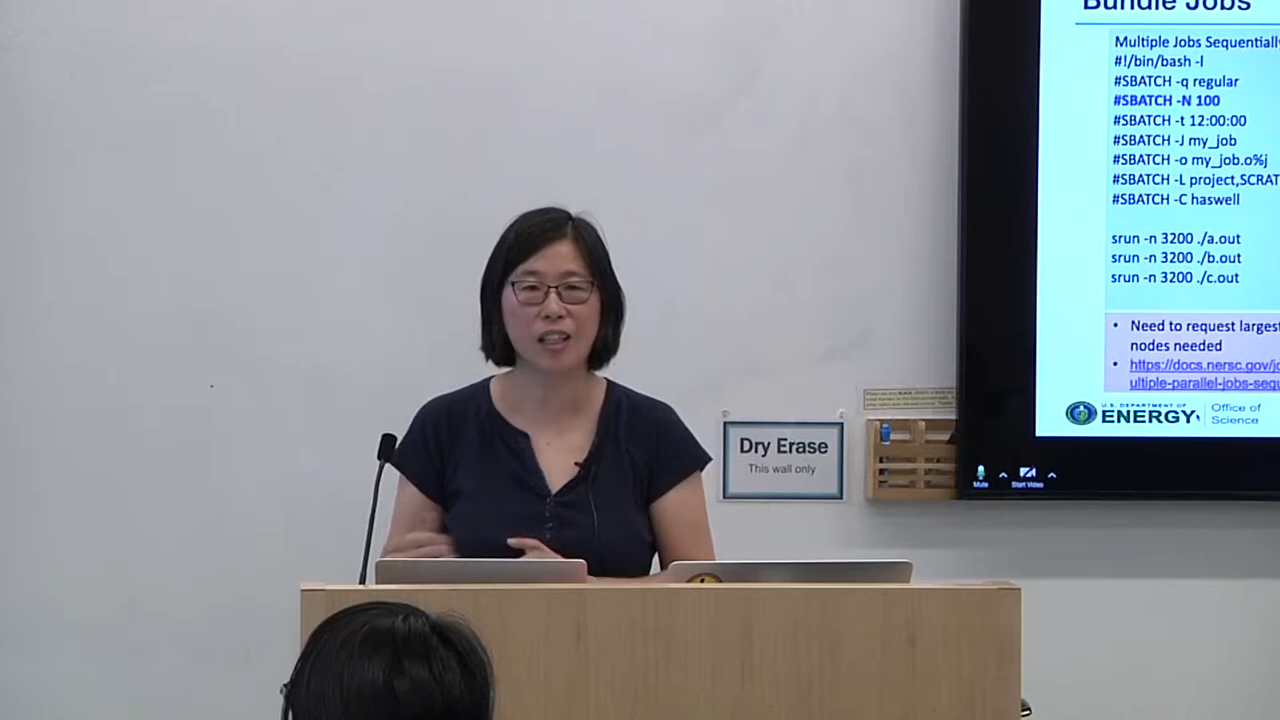 Bundle Jobs
Multiple Jobs Sequentially
#!/bin/bash -l
#SBATCH -q regular
#SBATCH -N 100
#SBATCH -t 12:00:00
#SBATCH -J my_job
#SBATCH -o my_job.o%j
#SBATCH -L project,SCRAT
#SBATCH -C haswell
srun -n 3200 ./a.out
srun -n 3200 ./b.out
srun -n 3200 ./c.out
• Need to request largest
nodes needed
• https://docs.nersc.gov/jo
ultiple-parallel-jobs-sequ
U.S. DEPARTMENT OF
ENERGY
Office of
Science
Mute
Start Video
Dry Erase
This wall only